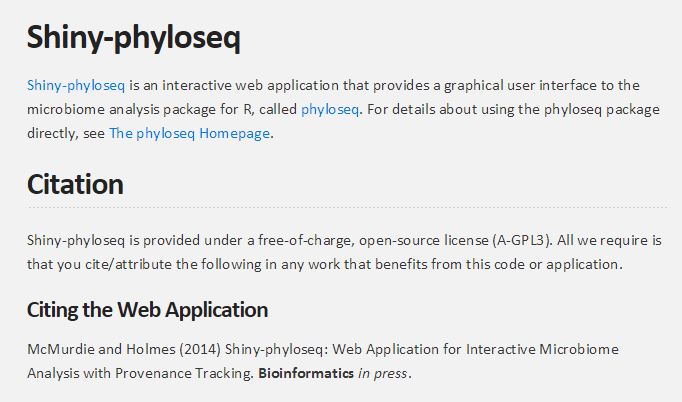 Shiny-phyloseq
Shiny-phyloseq is an interactive web application that provides a graphical user interface to the
microbiome analysis package for R, called phyloseq. For details about using the phyloseq package
directly, see The phyloseq Homepage.
Citation
Shiny-phyloseq is provided under a free-of-charge, open-source license (A-GPL3). All we require is
that you cite/attribute the following in any work that benefits from this code or application.
Citing the Web Application
McMurdie and Holmes (2014) Shiny-phyloseq: Web Application for Interactive Microbiome
Analysis with Provenance Tracking. Bioinformatics in press.